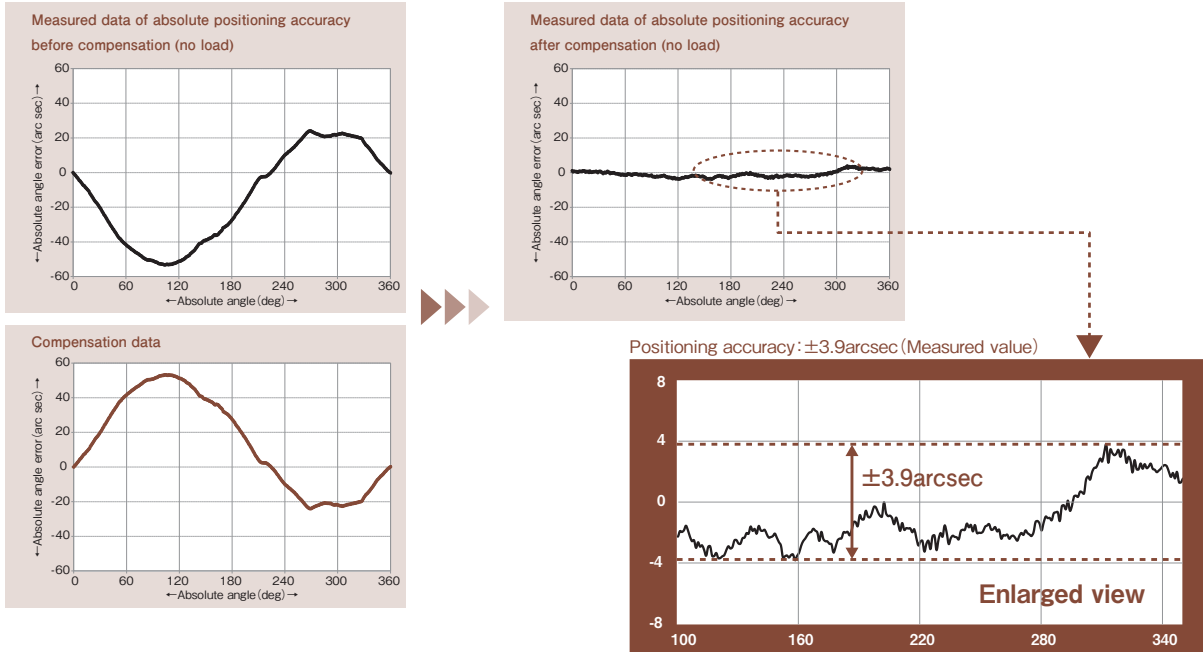 Measured data of absolute positioning accuracy
before compensation (no load)
←Absolute angle error(arc sec)→
60
40
20
0
-20
-40
-60
0 60 120 180 240 300 360
←Absolute angle(deg)→
Measured data of absolute positioning accuracy
after compensation (no load)
←Absolute angle error(arc sec)→
60
40
20
0
-20
-40
-60
0 60 120 180 240 300 360
←Absolute angle(deg)→
Compensation data
←Absolute angle error(arc sec)→
60
40
20
0
-20
-40
-60
0 60 120 180 240 300 360
←Absolute angle(deg)→
Positioning accuracy:±3.9arcsec(Measured value)
8
4
0
-4
-8
±3.9arcsec
Enlarged view
100 160 220 280 340